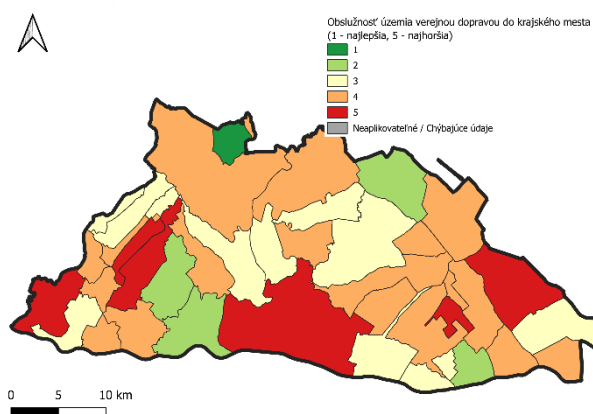 Obslužnosť územia verejnou dopravou do krajského mesta
(1 - najlepšia, 5 - najhoršia)
1
2
3
4
5
Neaplikovateľné / Chýbajúce údaje
0 5 10 km